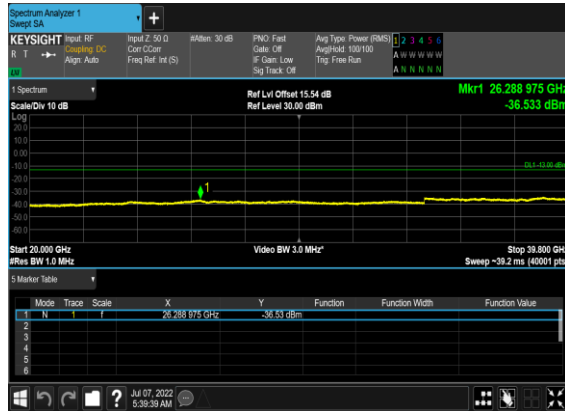 Spectrum Analyzer 1
Swept SA
+
KEYSIGHT Input: RF Input Z: 50 Ω #Atten: 30 dB PNO: Fast Avg Type: Power (RMS) 1 2 3 4 5 6
R T Coupling: DC Corr CCorr Gate: Off Avg|Hold: 100/100 A W W W W W
Align: Auto Freq Ref: Int (S) IF Gain: Low Trig: Free Run
LW Sig Track: Off A N N N N N
1 Spectrum Ref Lvl Offset 15.54 dB Mkr1 26.288 975 GHz
Scale/Div 10 dB Ref Level 30.00 dBm -36.533 dBm
Log
20.0
10.0
0.00
-10.0
DL1 -13.00 dBm
-20.0
1
-30.0
-40.0
-50.0
-60.0
Start 20.000 GHz Video BW 3.0 MHz* Stop 39.800 GHz
#Res BW 1.0 MHz Sweep ~39.2 ms (40001 pts)
5 Marker Table
Mode Trace Scale X Y Function Function Width Function Value
1 N 1 f 26.288 975 GHz -36.53 dBm
2
3
4
5
6
? Jul 07, 2022
5:39:39 AM